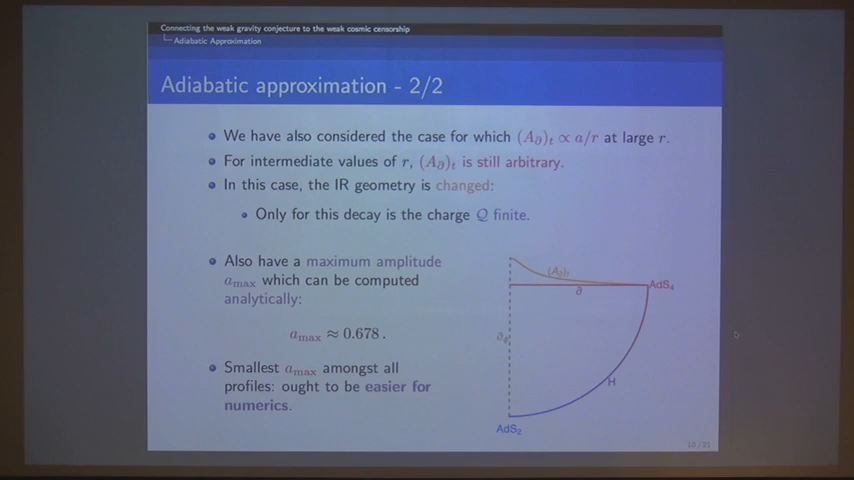 Connecting the weak gravity conjecture to the weak cosmic censorship
Adiabatic Approximation
Adiabatic approximation - 2/2
We have also considered the case for which (A∂)t ∝ a/r at large r.
For intermediate values of r, (A∂)t is still arbitrary.
In this case, the IR geometry is changed:
Only for this decay is the charge Q finite.
Also have a maximum amplitude
amax which can be computed
analytically:
amax ≈ 0.678.
Smallest amax amongst all
profiles: ought to be easier for
numerics.
(A∂)t
AdS4
∂
∂φ
H
AdS2